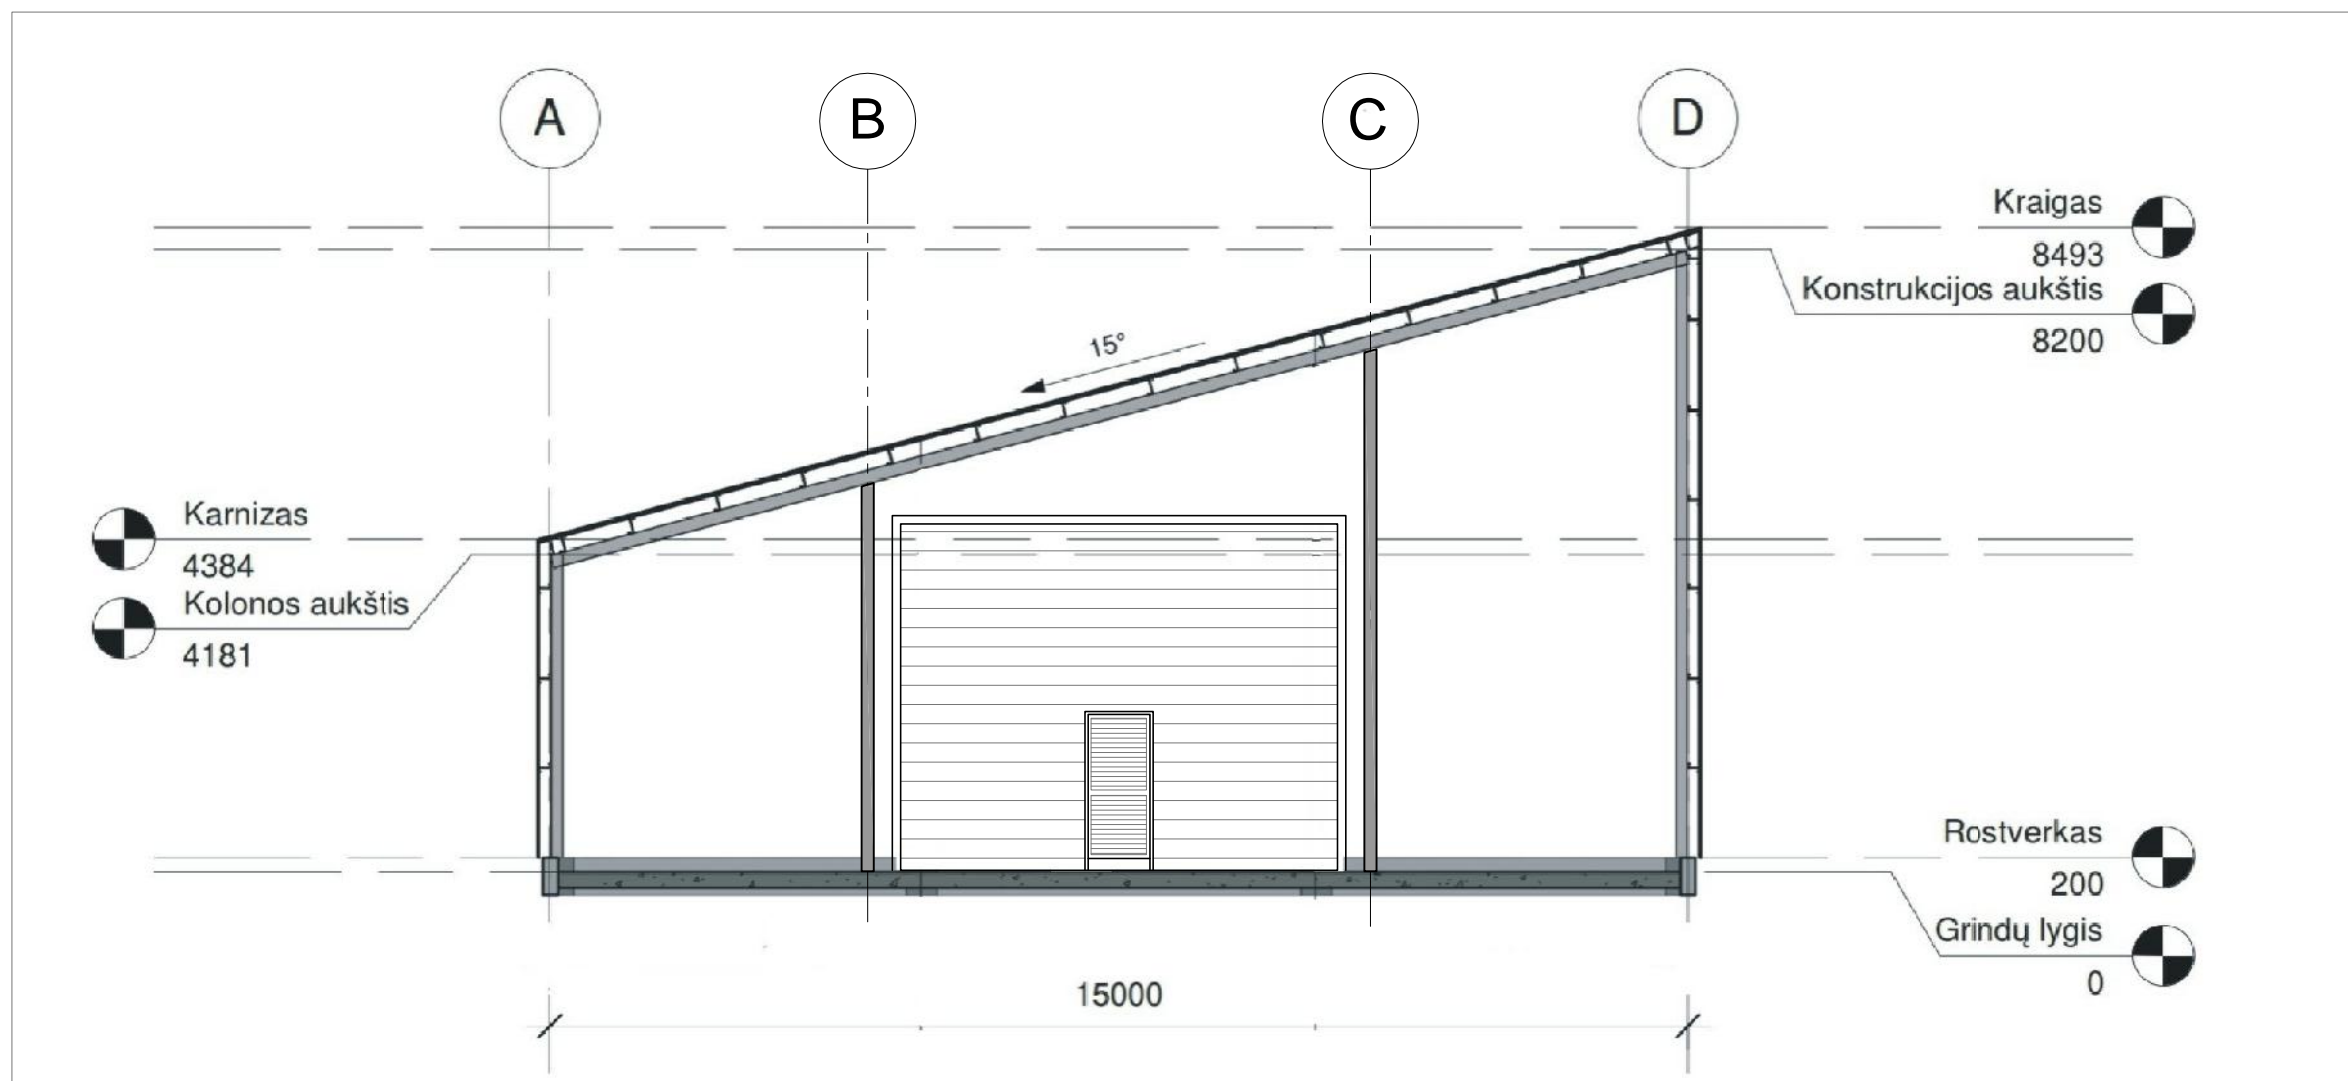 A
B
C
D
Kraigas
8493
Konstrukcijos aukštis
8200
15°
Karnizas
4384
Kolonos aukštis
4181
Rostverkas
200
Grindų lygis
0
15000